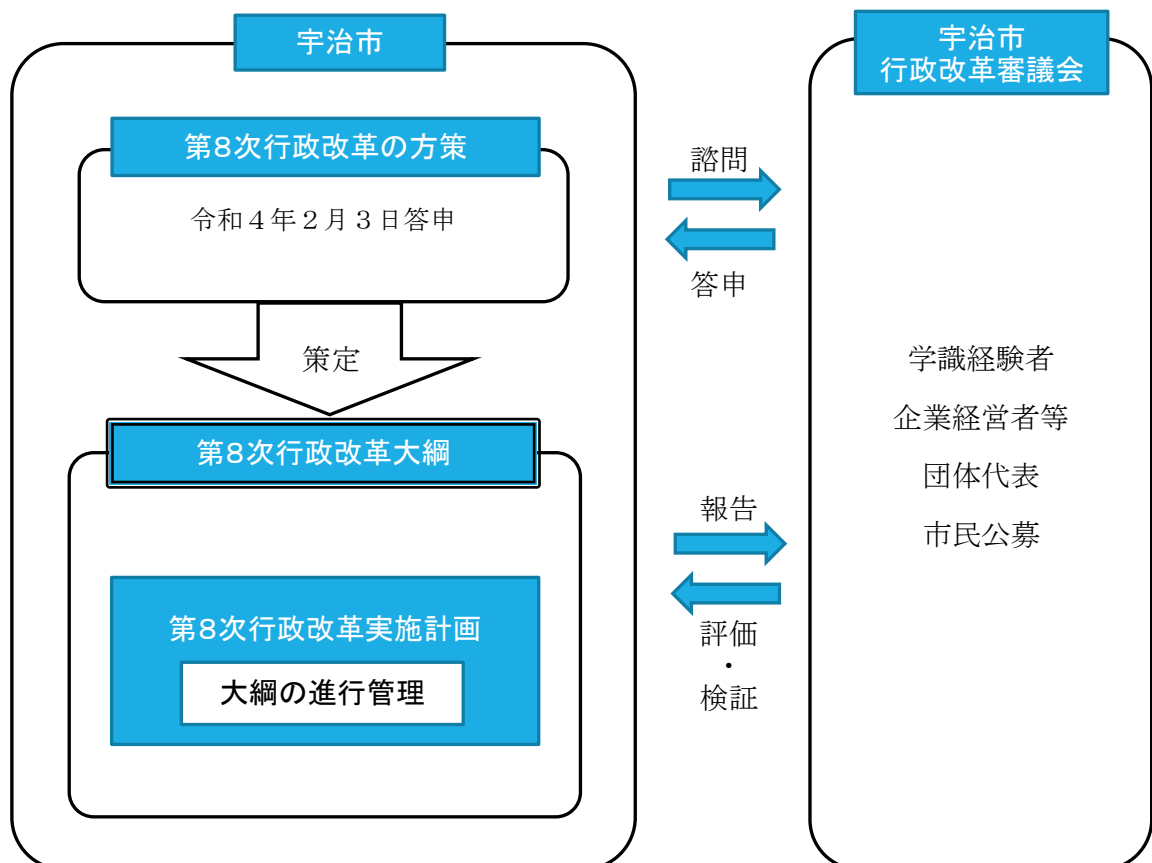 宇治市
第8次行政改革の方策
令和４年２月３日答申
策定
第8次行政改革大綱
第8次行政改革実施計画
大綱の進行管理
諮問
答申
報告
評価
・
検証
宇治市
行政改革審議会
学識経験者
企業経営者等
団体代表
市民公募